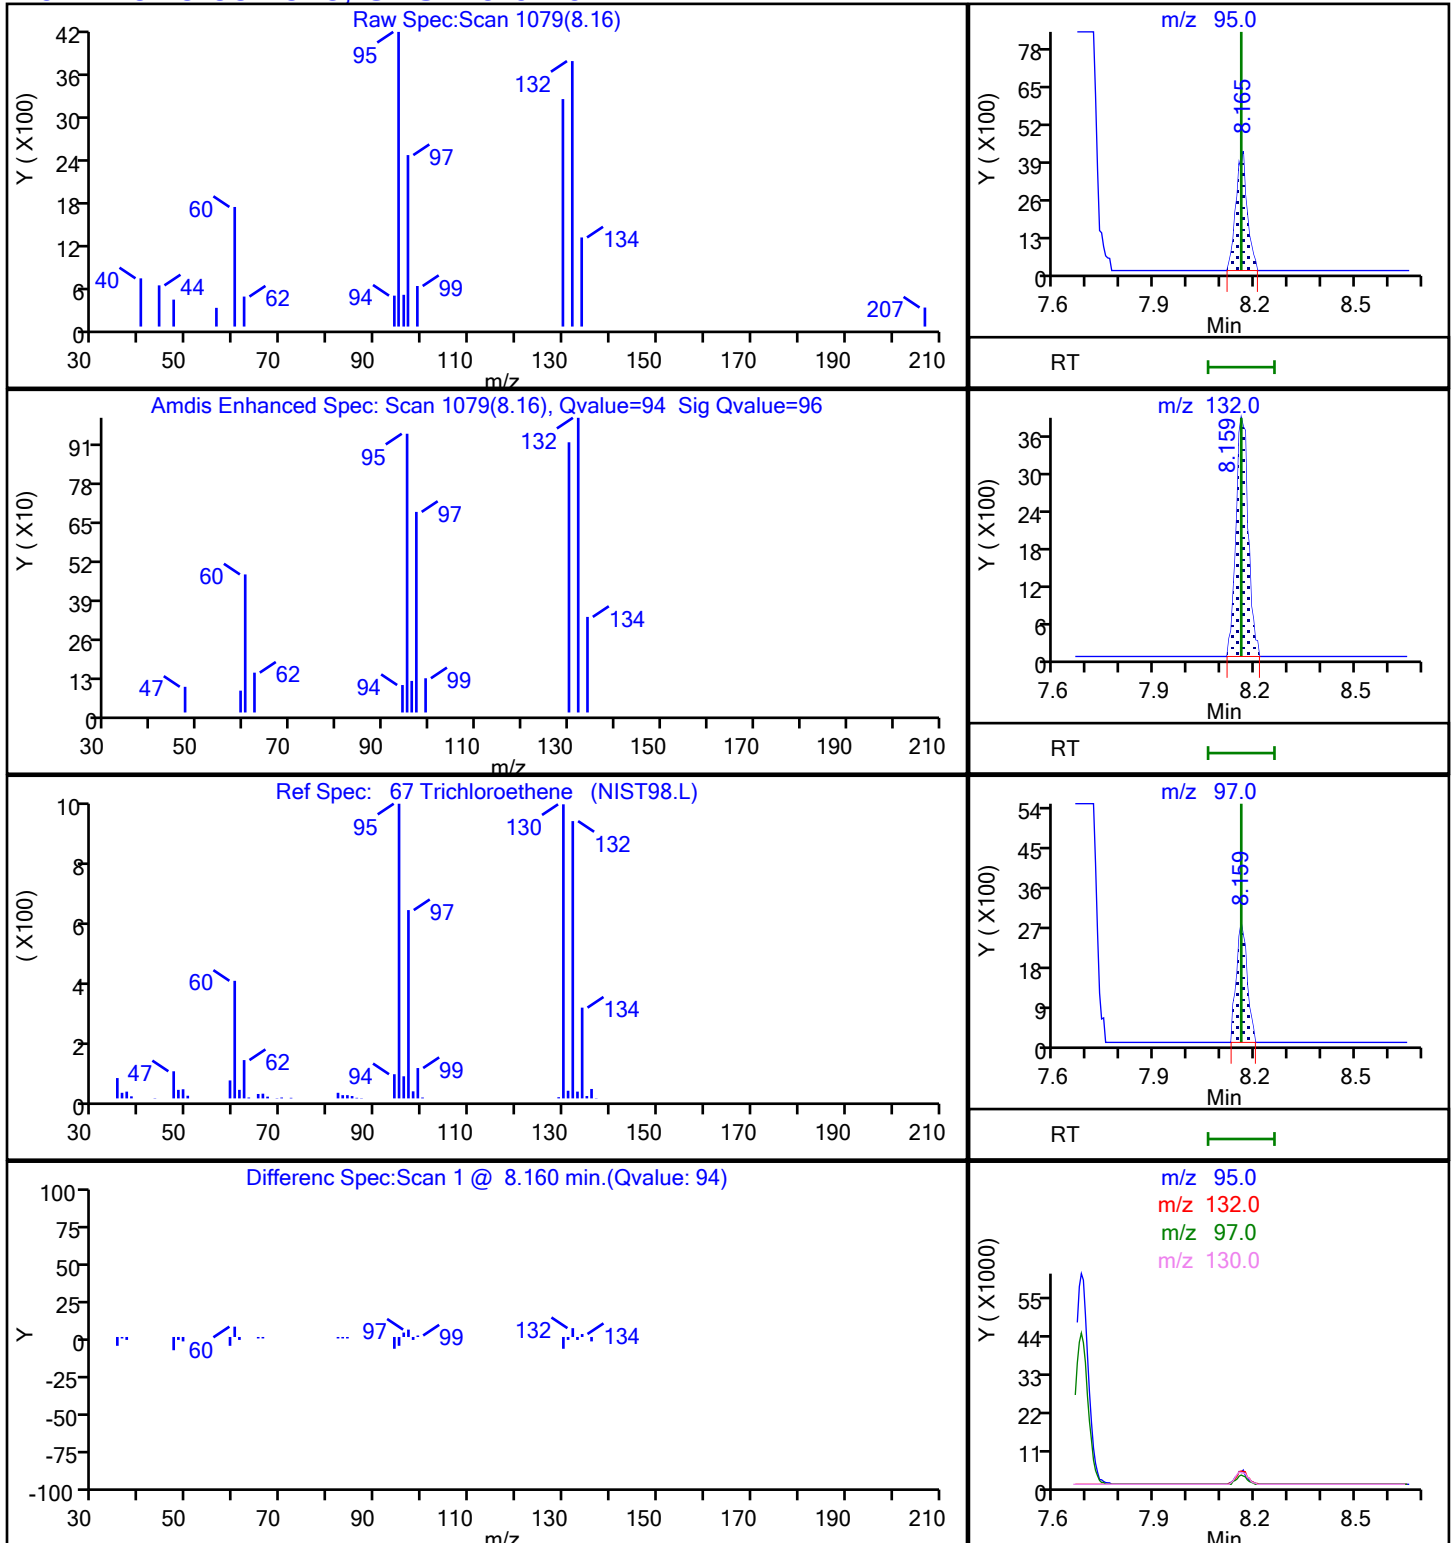 Raw Spec:Scan 1079(8.16)
Y ( X100)
42
36
30
24
18
12
6
0
95
132
97
60
134
40
44
62
94
99
207
30 50 70 90 110 130 150 170 190 210
m/z
m/z 95.0
Y ( X100)
78
65
52
39
26
13
0
8.165
7.6 7.9 8.2 8.5
Min
RT
Amdis Enhanced Spec: Scan 1079(8.16), Qvalue=94 Sig Qvalue=96
Y ( X10)
91
78
65
52
39
26
13
0
132
95
97
60
134
47
62
94
99
30 50 70 90 110 130 150 170 190 210
m/z
m/z 132.0
Y ( X100)
36
30
24
18
12
6
0
8.159
7.6 7.9 8.2 8.5
Min
RT
Ref Spec: 67 Trichloroethene (NIST98.L)
( X100)
10
8
6
4
2
0
95
130
132
97
60
134
47
62
94
99
30 50 70 90 110 130 150 170 190 210
m/z 97.0
Y ( X100)
54
45
36
27
18
9
0
8.159
7.6 7.9 8.2 8.5
Min
RT
Differenc Spec:Scan 1 @ 8.160 min.(Qvalue: 94)
Y
100
75
50
25
0
-25
-50
-75
-100
60
97
99
132
134
30 50 70 90 110 130 150 170 190 210
m/z
m/z 95.0
m/z 132.0
m/z 97.0
m/z 130.0
Y ( X1000)
55
44
33
22
11
0
7.6 7.9 8.2 8.5
Min